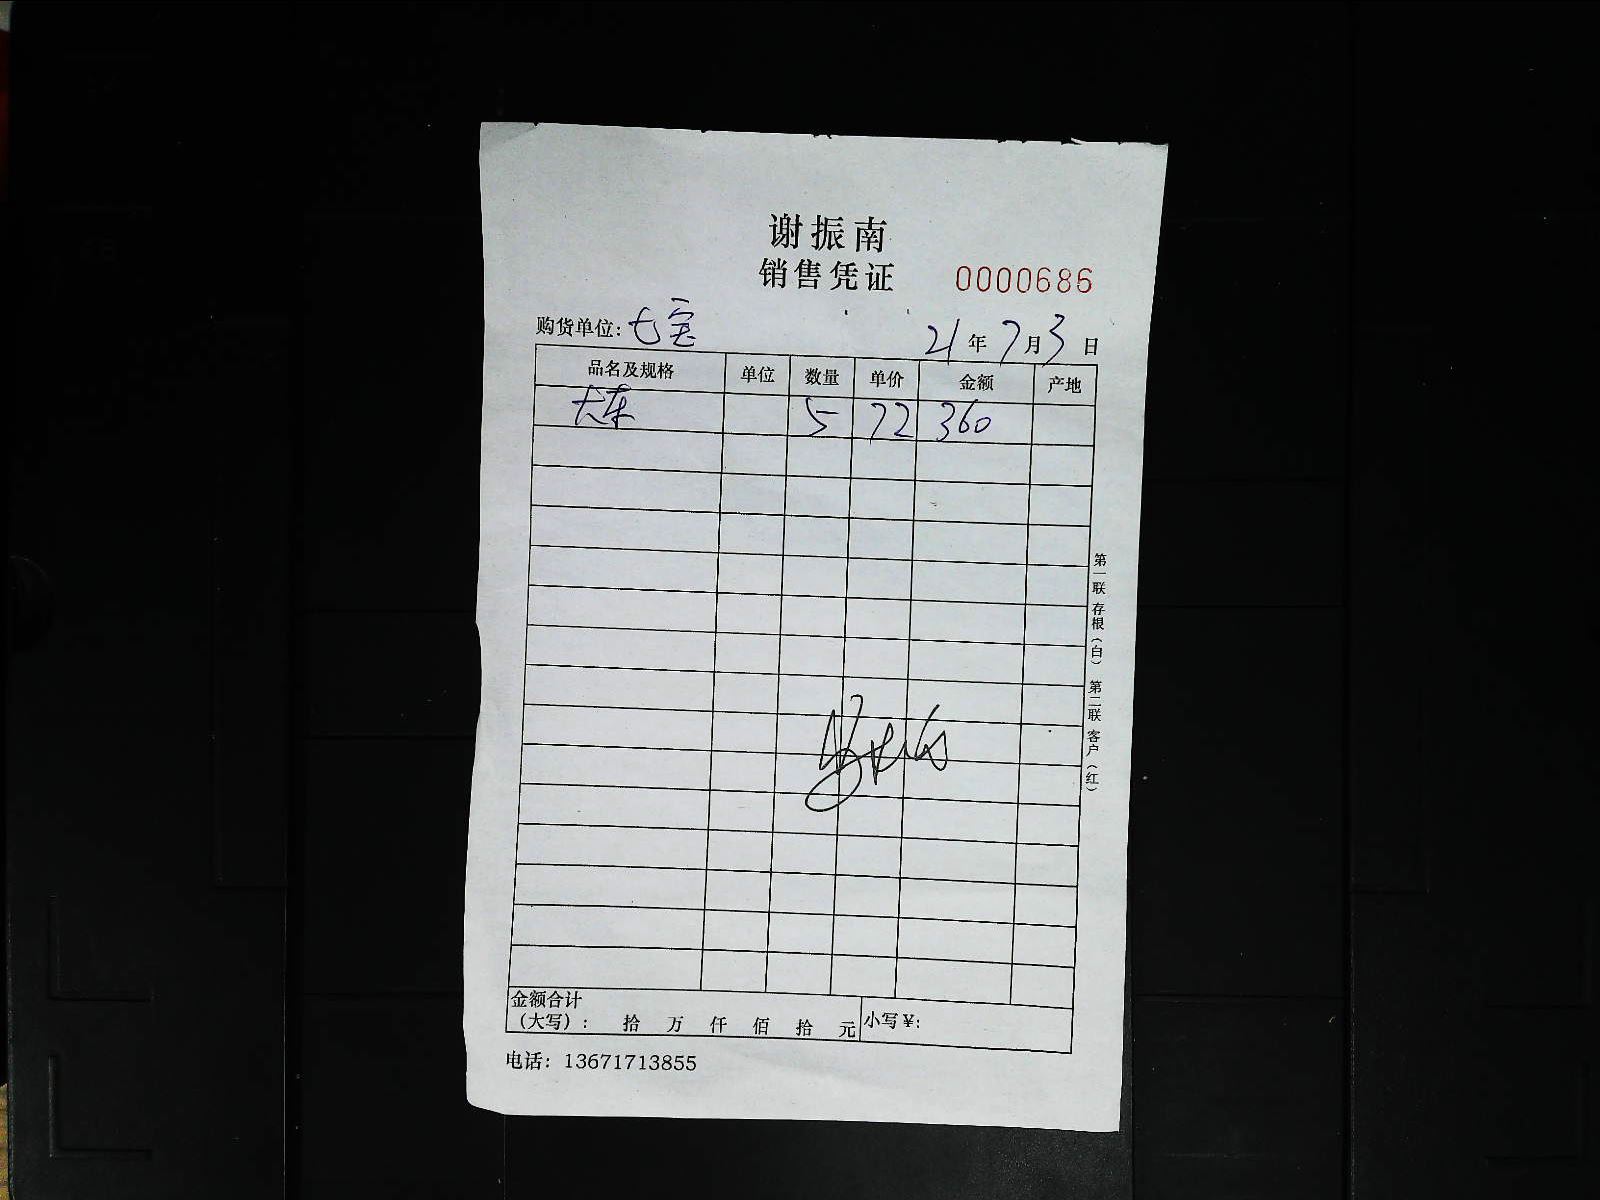 谢振南
销售凭证 0000686
购货单位: 七宝 21年7月3日
品名及规格 单位 数量 单价 金额 产地
5 72 360
第一联 存根(白) 第二联 客户(红)
金额合计
(大写): 拾 万 仟 佰 拾 元 小写¥:
电话: 13671713855